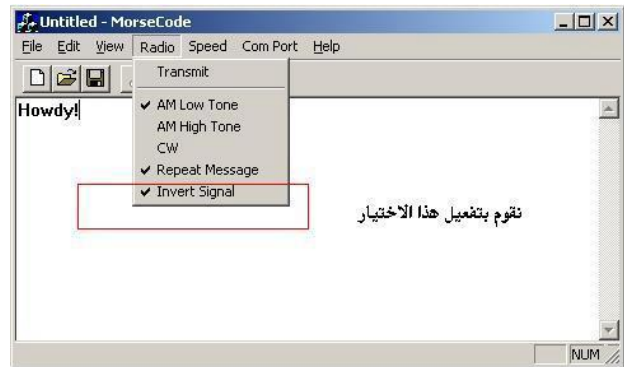 Untitled - MorseCode
File Edit View Radio Speed Com Port Help
Transmit
Howdy!
AM Low Tone
AM High Tone
CW
Repeat Message
Invert Signal
نقوم بتفعيل هذا الاختيار
NUM